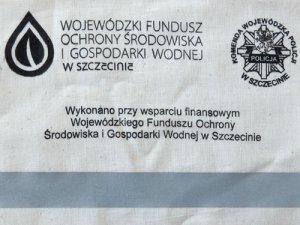 WOJEWÓDZKI FUNDUSZ
OCHRONY ŚRODOWISKA
I GOSPODARKI WODNEJ
W SZCZECINIE
KOMENDA WOJEWÓDZKA POLICJI
POLICJA
W SZCZECINIE
Wykonano przy wsparciu finansowym
Wojewódzkiego Funduszu Ochrony
Środowiska i Gospodarki Wodnej w Szczecinie